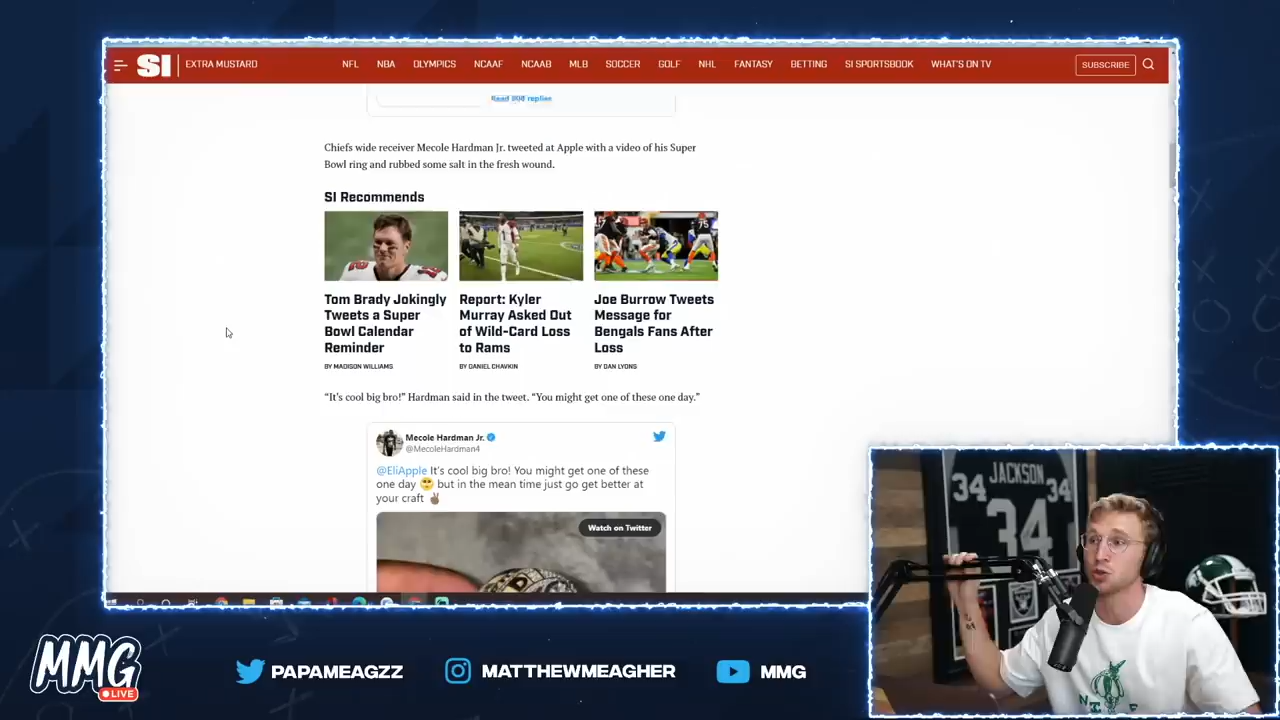 SI
EXTRA MUSTARD
NFL NBA OLYMPICS NCAAF NCAAB MLB SOCCER GOLF NHL FANTASY BETTING SI SPORTSBOOK WHAT'S ON TV
SUBSCRIBE
replies
Chiefs wide receiver Mecole Hardman Jr. tweeted at Apple with a video of his Super
Bowl ring and rubbed some salt in the fresh wound.
SI Recommends
Tom Brady Jokingly
Tweets a Super
Bowl Calendar
Reminder
BY MADISON WILLIAMS
Report: Kyler
Murray Asked Out
of Wild-Card Loss
to Rams
BY DANIEL CHAVKIN
Joe Burrow Tweets
Message for
Bengals Fans After
Loss
BY DAN LYONS
“It's cool big bro!” Hardman said in the tweet. “You might get one of these one day.”
Mecole Hardman Jr.
@MecoleHardman4
@EliApple It's cool big bro! You might get one of these
one day 🥱 but in the mean time just go get better at
your craft ✌🏾
Watch on Twitter
JACKSON
34 34
34
MMG
LIVE
PAPAMEAGZZ
MATTHEWMEAGHER
MMG